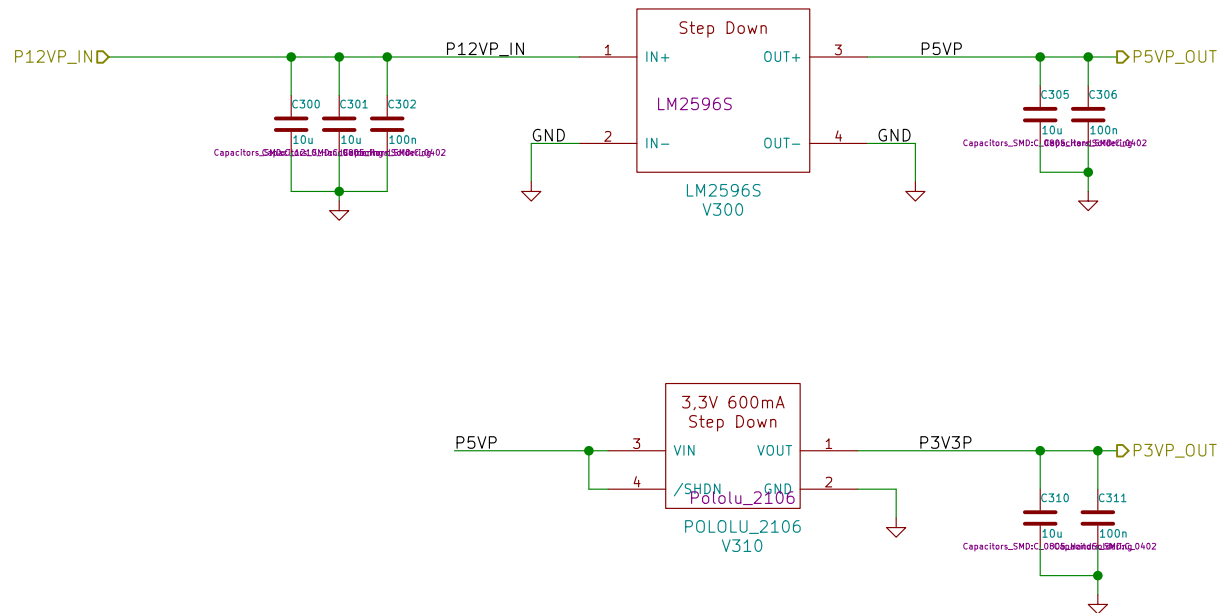 Step Down
P12VP_IN
P12VP_IN
1
IN+
OUT+
3
P5VP
P5VP_OUT
C300
C301
C302
LM2596S
C305
C306
10u
10u
100n
GND
2
IN-
OUT-
4
GND
10u
100n
LM2596S
V300
3,3V 600mA
Step Down
P5VP
3
VIN
VOUT
1
P3V3P
P3VP_OUT
4
/SHDN
GND
2
Pololu_2106
C310
C311
POLOLU_2106
V310
10u
100n